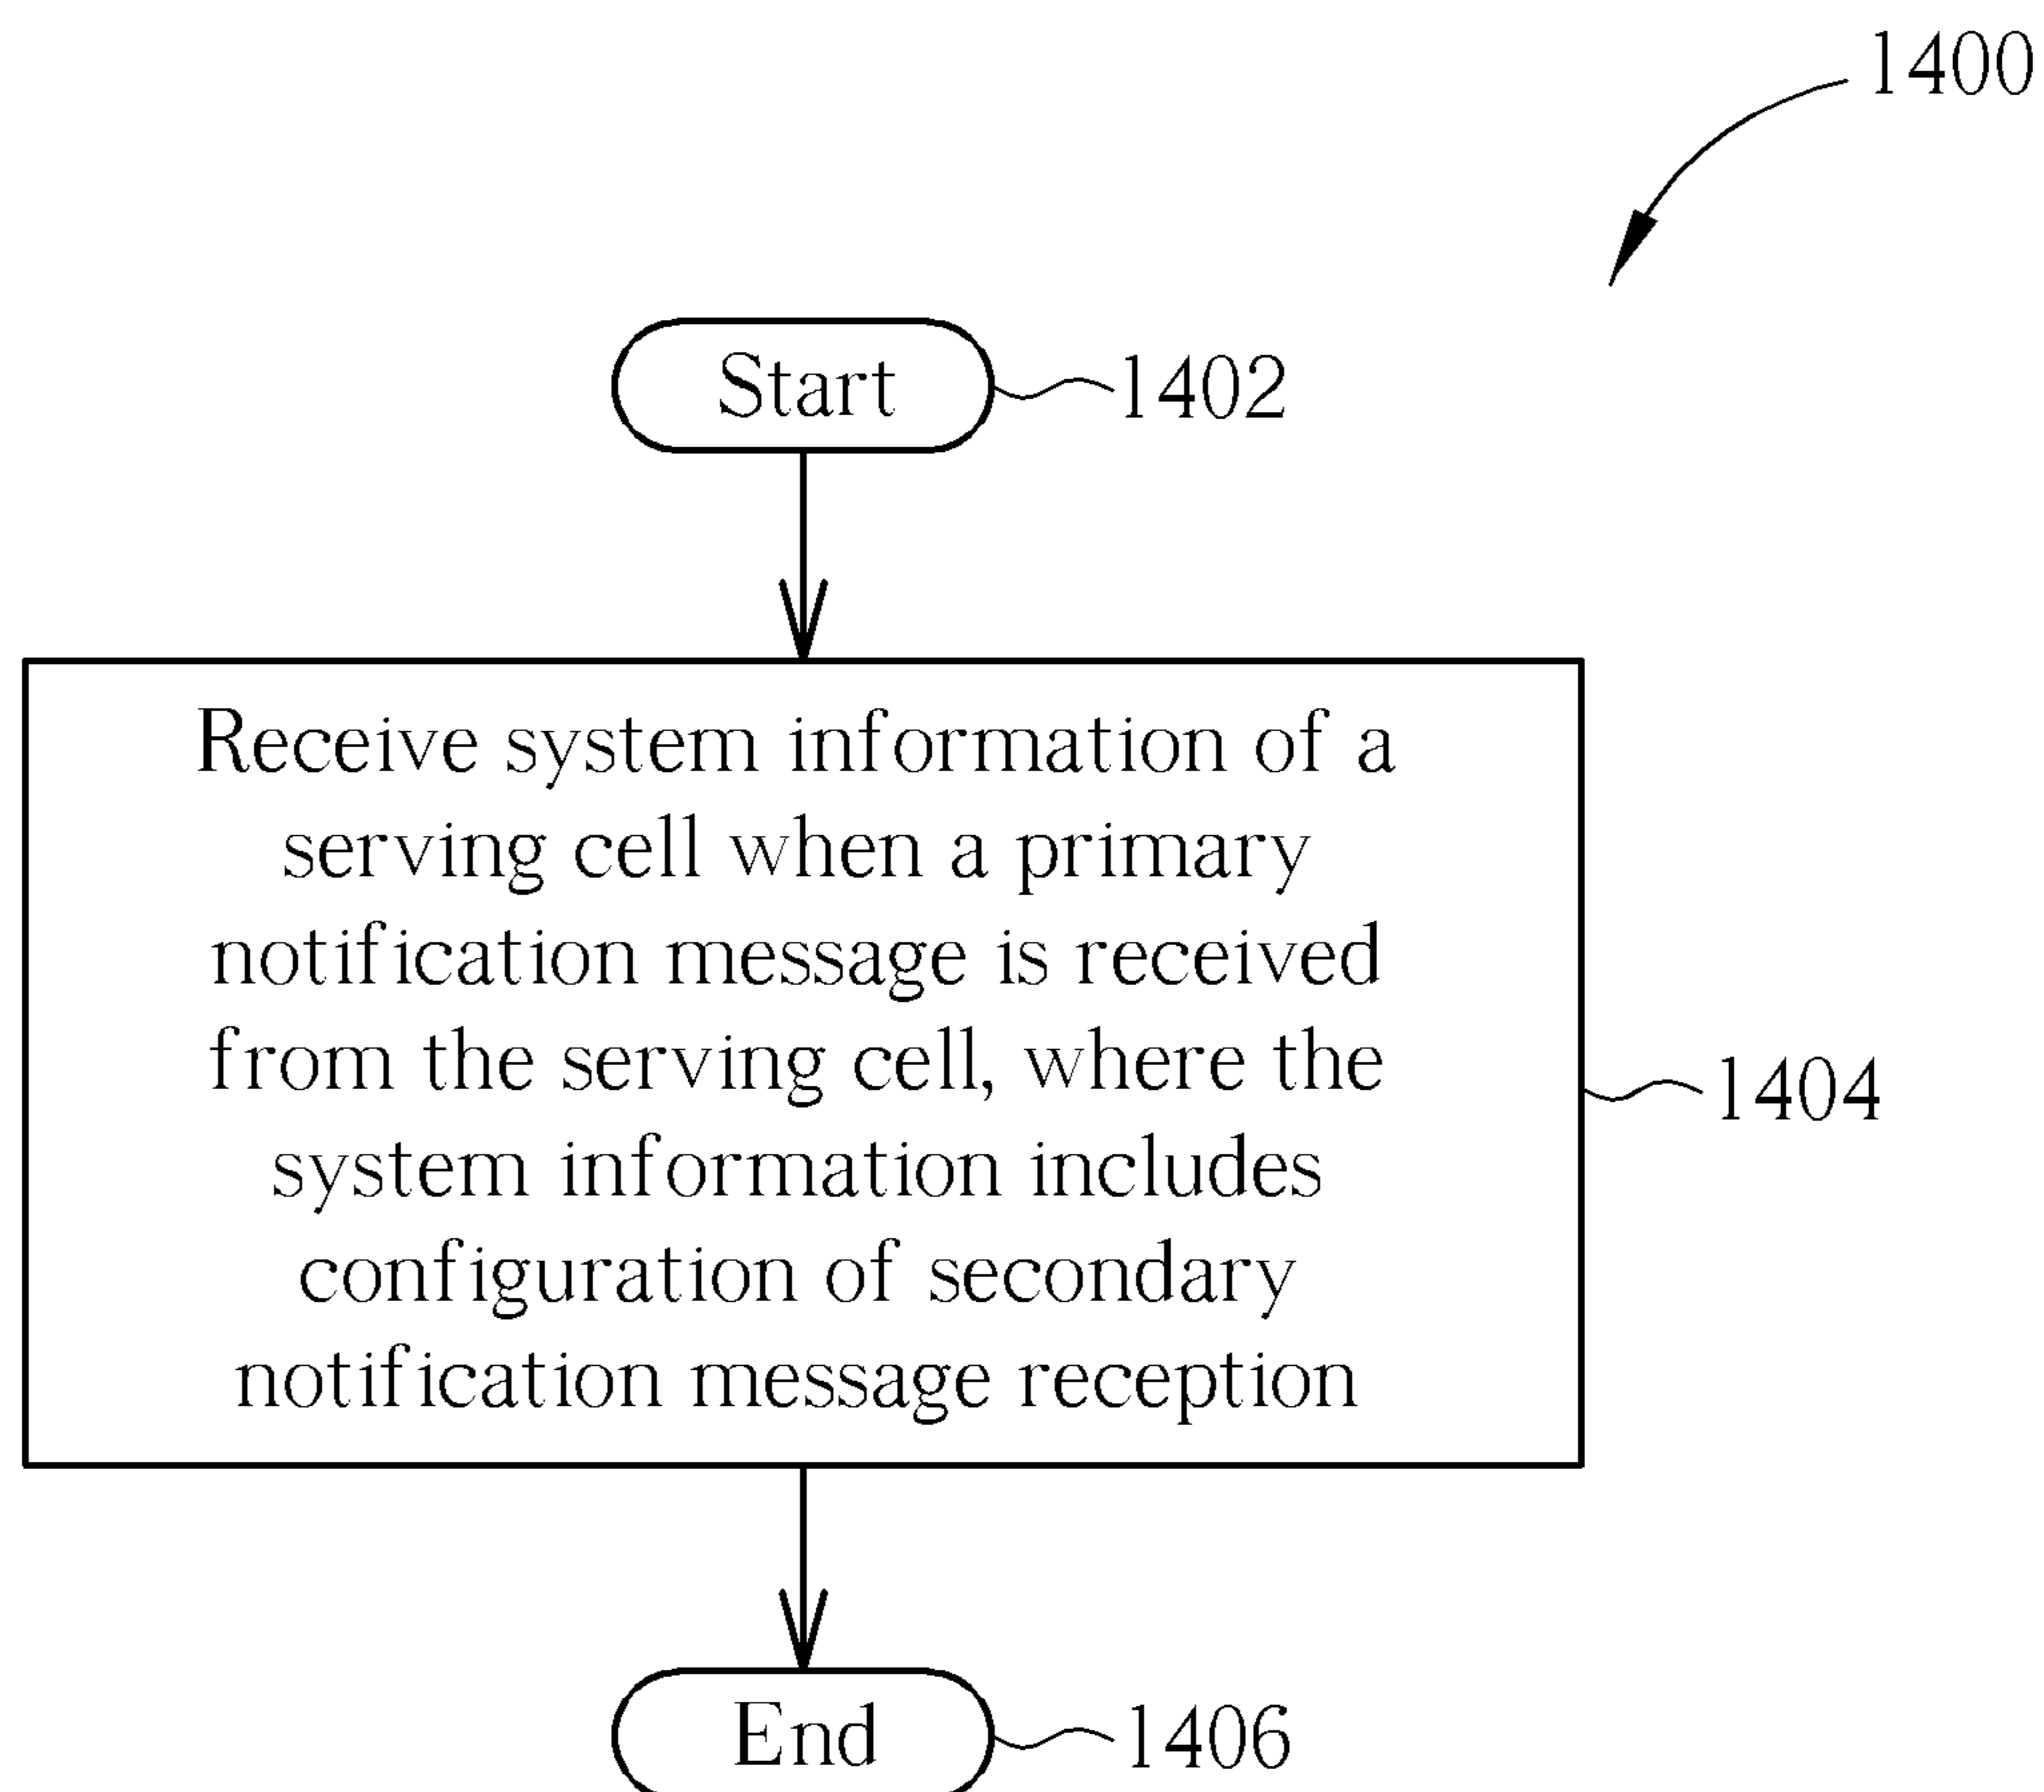 1400
Start
1402
Receive system information of a
serving cell when a primary
notification message is received
from the serving cell, where the
system information includes
configuration of secondary
notification message reception
1404
End
1406